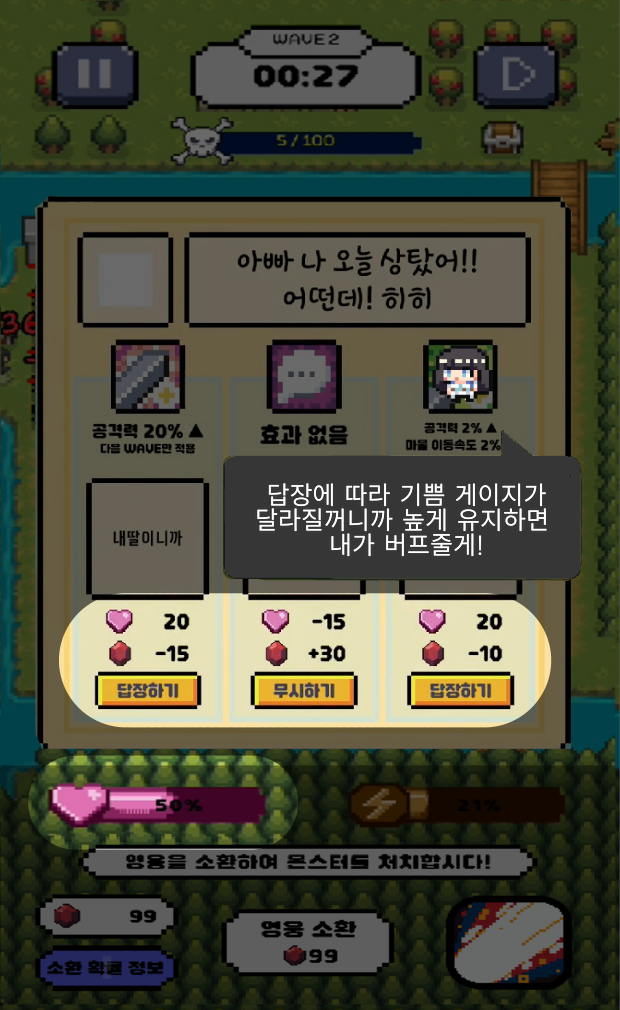 WAVE2
00:27
5/100
아빠 나 오늘 상탔어!!
어떤데! 히히
공격력 20% ▲
다음 WAVE만 적용
효과 없음
공격력 2% ▲
마을 이동속도 2%
내딸이니까
답장에 따라 기쁨 게이지가
달라질꺼니까 높게 유지하면
내가 버프줄게!
20
-15
답장하기
-15
+30
무시하기
20
-10
답장하기
50%
21%
영웅을 소환하여 몬스터를 처치합시다!
99
소환 확률 정보
영웅 소환
99